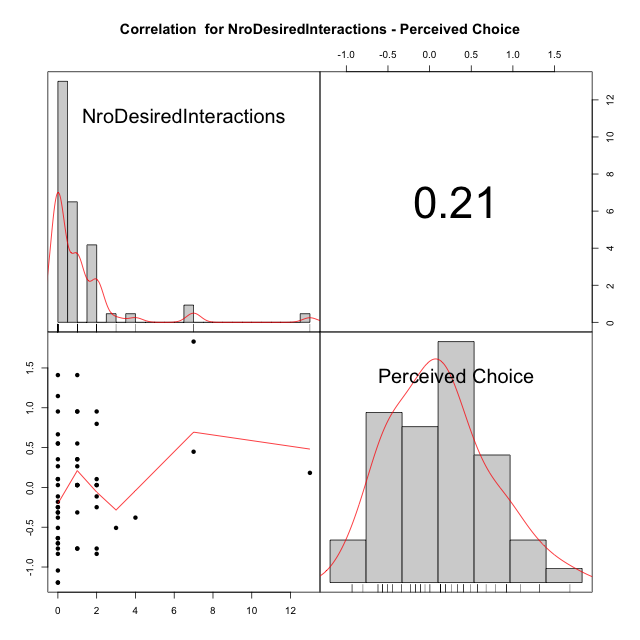 Correlation  for NroDesiredInteractions - Perceived Choice
-1.0 0.0 0.5 1.0 1.5
NroDesiredInteractions
0.21
0 2 4 6 8 10 12
Perceived Choice
-1.0 -0.5 0.0 0.5 1.0 1.5
0 2 4 6 8 10 12